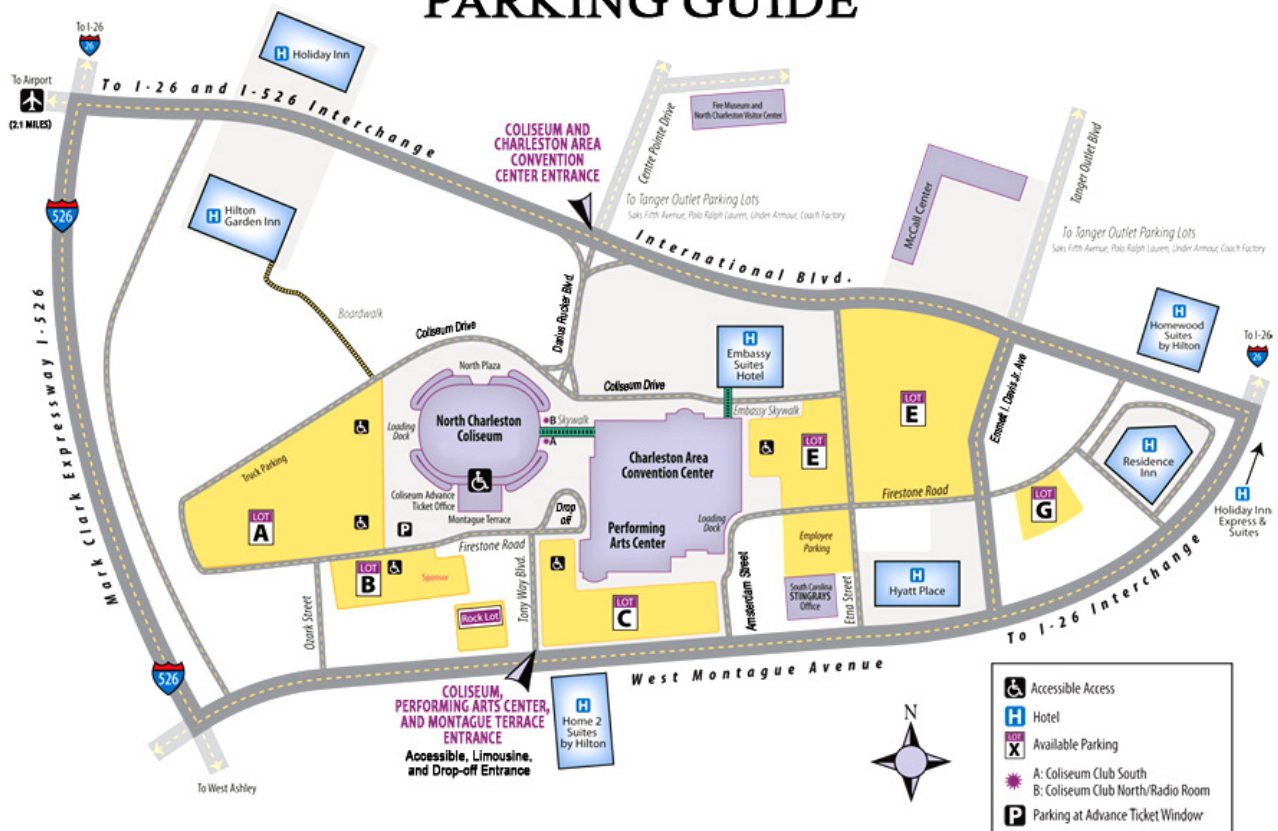 PARKING GUIDE
To I-26
26
Holiday Inn
To Airport
(2.1 MILES)
To I-26 and I-526 Interchange
Fire Museum and
North Charleston Visitor Center
Centre Pointe Drive
COLISEUM AND
CHARLESTON AREA
CONVENTION
CENTER ENTRANCE
Tanger Outlet Blvd
McCall Center
To Tanger Outlet Parking Lots
Saks Fifth Avenue, Polo Ralph Lauren, Under Armour, Coach Factory
526
Hilton
Garden Inn
To Tanger Outlet Parking Lots
Saks Fifth Avenue, Polo Ralph Lauren, Under Armour, Coach Factory
International Blvd.
Mark Clark Expressway I-526
Boardwalk
Coliseum Drive
Darius Rucker Blvd.
Homewood
Suites
by Hilton
To I-26
26
Embassy
Suites
Hotel
North Plaza
Coliseum Drive
Emmett I. Davis Jr. Ave
LOT
E
Loading
Dock
North Charleston
Coliseum
B Skywalk
A
Embassy Skywalk
Charleston Area
Convention Center
LOT
E
Residence
Inn
Truck Parking
Coliseum Advance
Ticket Office
Montague Terrace
Firestone Road
LOT
G
Holiday Inn
Express &
Suites
LOT
A
P
Drop
off
Performing
Arts Center
Loading
Dock
Employee
Parking
Firestone Road
LOT
B
Sponsor
Tony Way Blvd.
Amsterdam Street
South Carolina
STINGRAYS
Office
Etna Street
Hyatt Place
Ozark Street
Rock Lot
LOT
C
To I-26 Interchange
West Montague Avenue
526
COLISEUM,
PERFORMING ARTS CENTER,
AND MONTAGUE TERRACE
ENTRANCE
Accessible, Limousine,
and Drop-off Entrance
Home 2
Suites
by Hilton
To West Ashley
N
Accessible Access
H Hotel
LOT
X Available Parking
A: Coliseum Club South
B: Coliseum Club North/Radio Room
P Parking at Advance Ticket Window